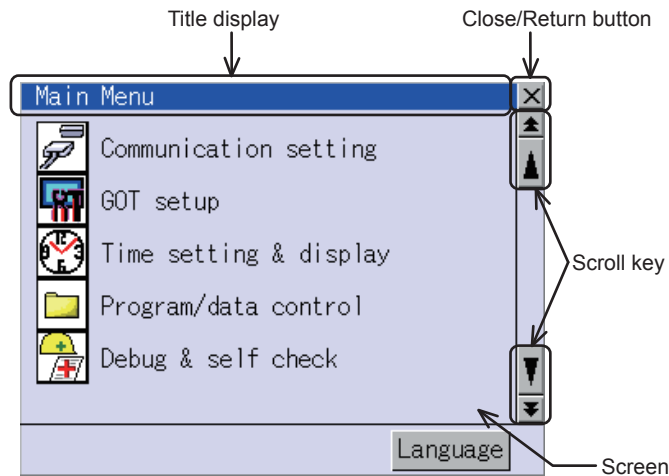 Title display
Close/Return button
Main Menu
Communication setting
GOT setup
Time setting & display
Scroll key
Program/data control
Debug & self check
Language
Screen